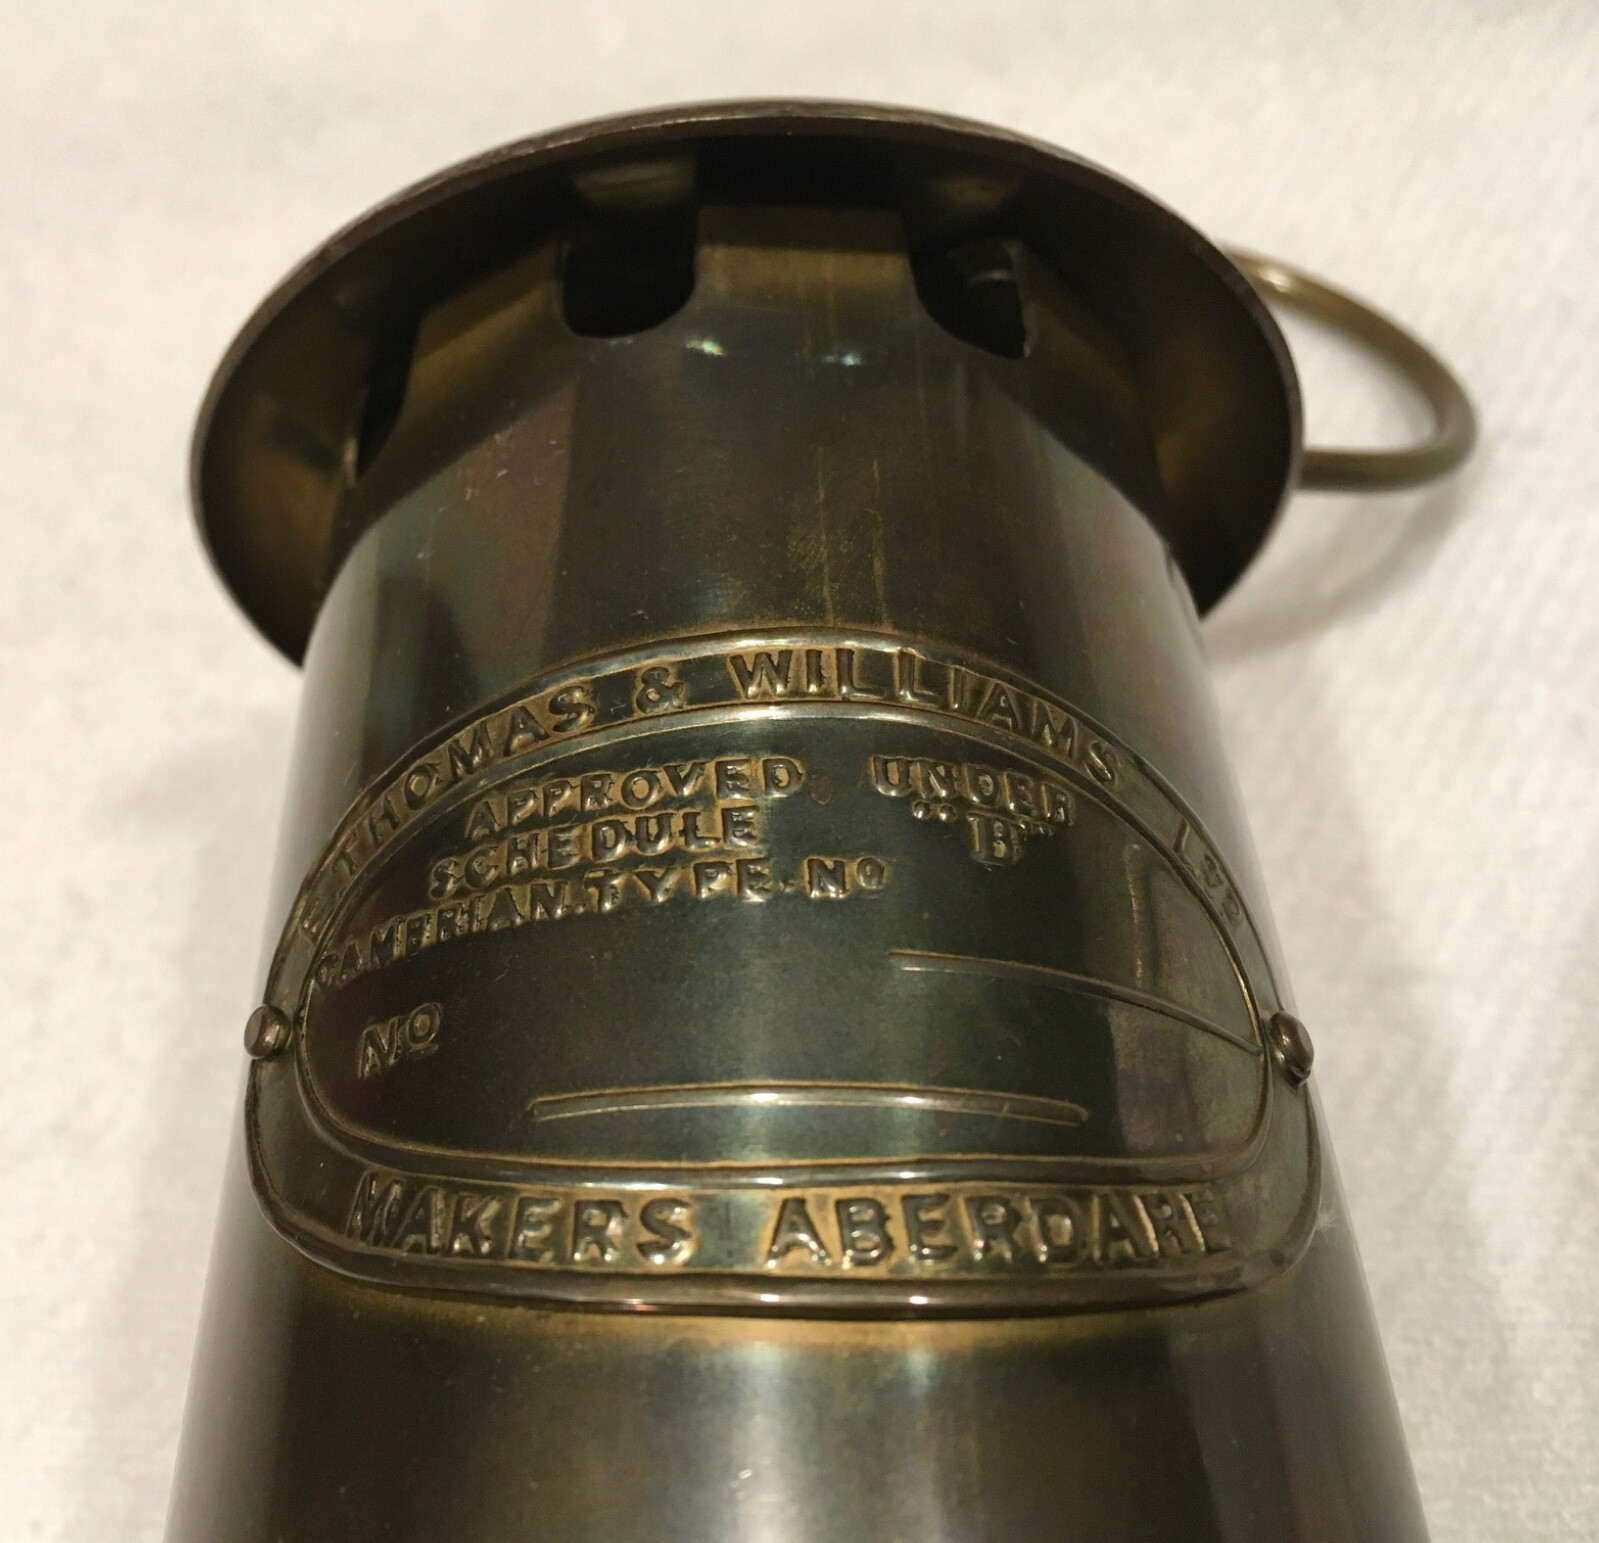 E. THOMAS & WILLIAMS LTD
APPROVED UNDER
SCHEDULE "B"
CAMBRIAN.TYPE.No
No
MAKERS ABERDARE